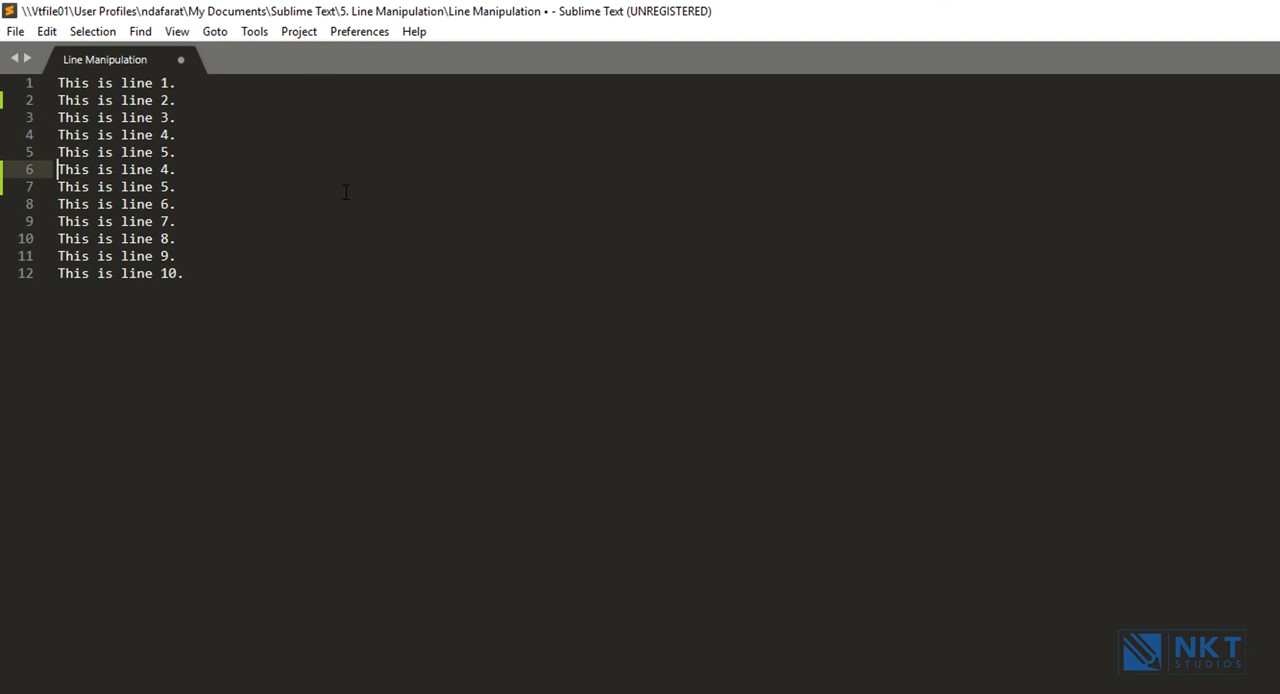 \\Vtfile01\User Profiles\ndafarat\My Documents\Sublime Text\5. Line Manipulation\Line Manipulation • - Sublime Text (UNREGISTERED)
File Edit Selection Find View Goto Tools Project Preferences Help
Line Manipulation
1 This is line 1.
2 This is line 2.
3 This is line 3.
4 This is line 4.
5 This is line 5.
6 This is line 4.
7 This is line 5.
8 This is line 6.
9 This is line 7.
10 This is line 8.
11 This is line 9.
12 This is line 10.
NKT
STUDIOS